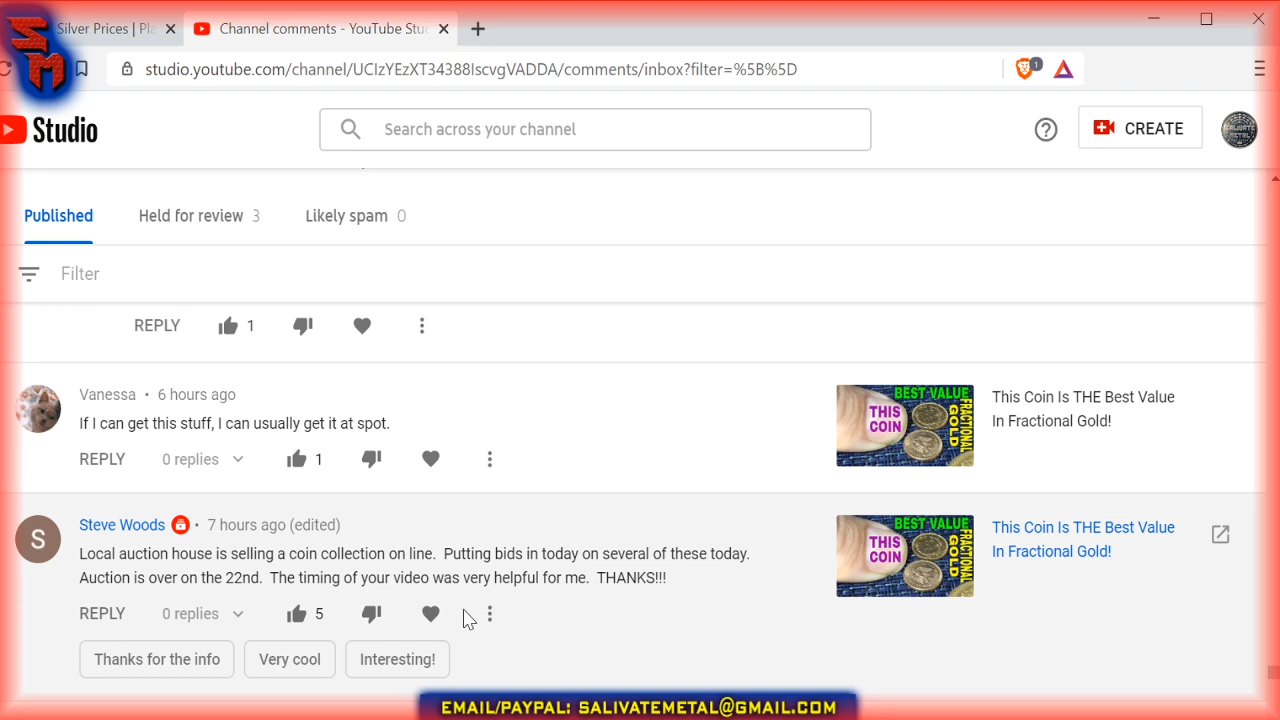 SM
Silver Prices | Pla
Channel comments - YouTube Stu
studio.youtube.com/channel/UCIzYEzXT34388IscvgVADDA/comments/inbox?filter=%5B%5D
1
Studio
Search across your channel
CREATE
Published
Held for review 3
Likely spam 0
Filter
REPLY 1
Vanessa • 6 hours ago
If I can get this stuff, I can usually get it at spot.
REPLY 0 replies 1
BEST VALUE
THIS
COIN
FRACTIONAL
GOLD
This Coin Is THE Best Value
In Fractional Gold!
S
Steve Woods • 7 hours ago (edited)
Local auction house is selling a coin collection on line. Putting bids in today on several of these today.
Auction is over on the 22nd. The timing of your video was very helpful for me. THANKS!!!
REPLY 0 replies 5
Thanks for the info
Very cool
Interesting!
BEST VALUE
THIS
COIN
FRACTIONAL
GOLD
This Coin Is THE Best Value
In Fractional Gold!
EMAIL/PAYPAL: SALIVATEMETAL@GMAIL.COM